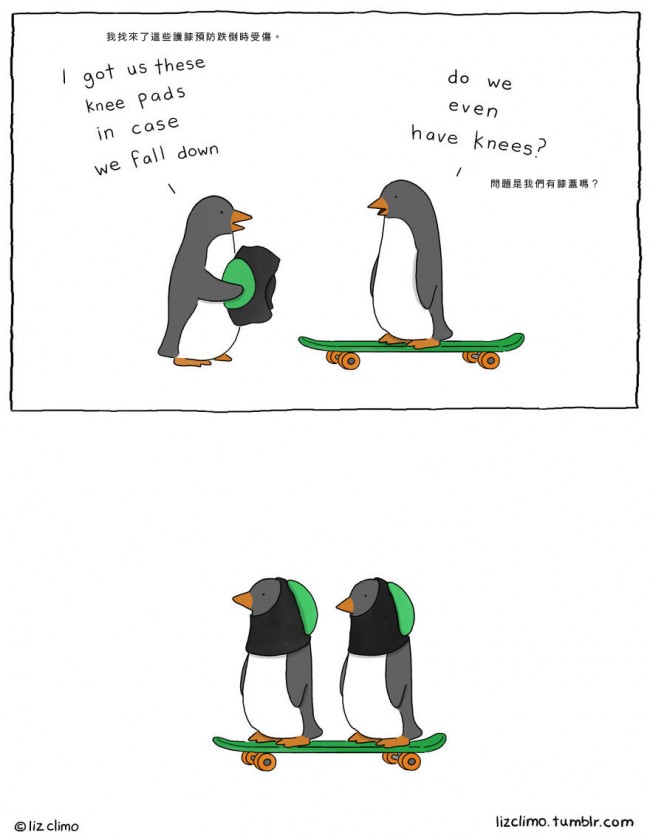 我找來了這些護膝預防跌倒時受傷。
I got us these
knee pads
in case
we fall down
do we
even
have knees?
問題是我們有膝蓋嗎？
© liz climo
lizclimo.tumblr.com